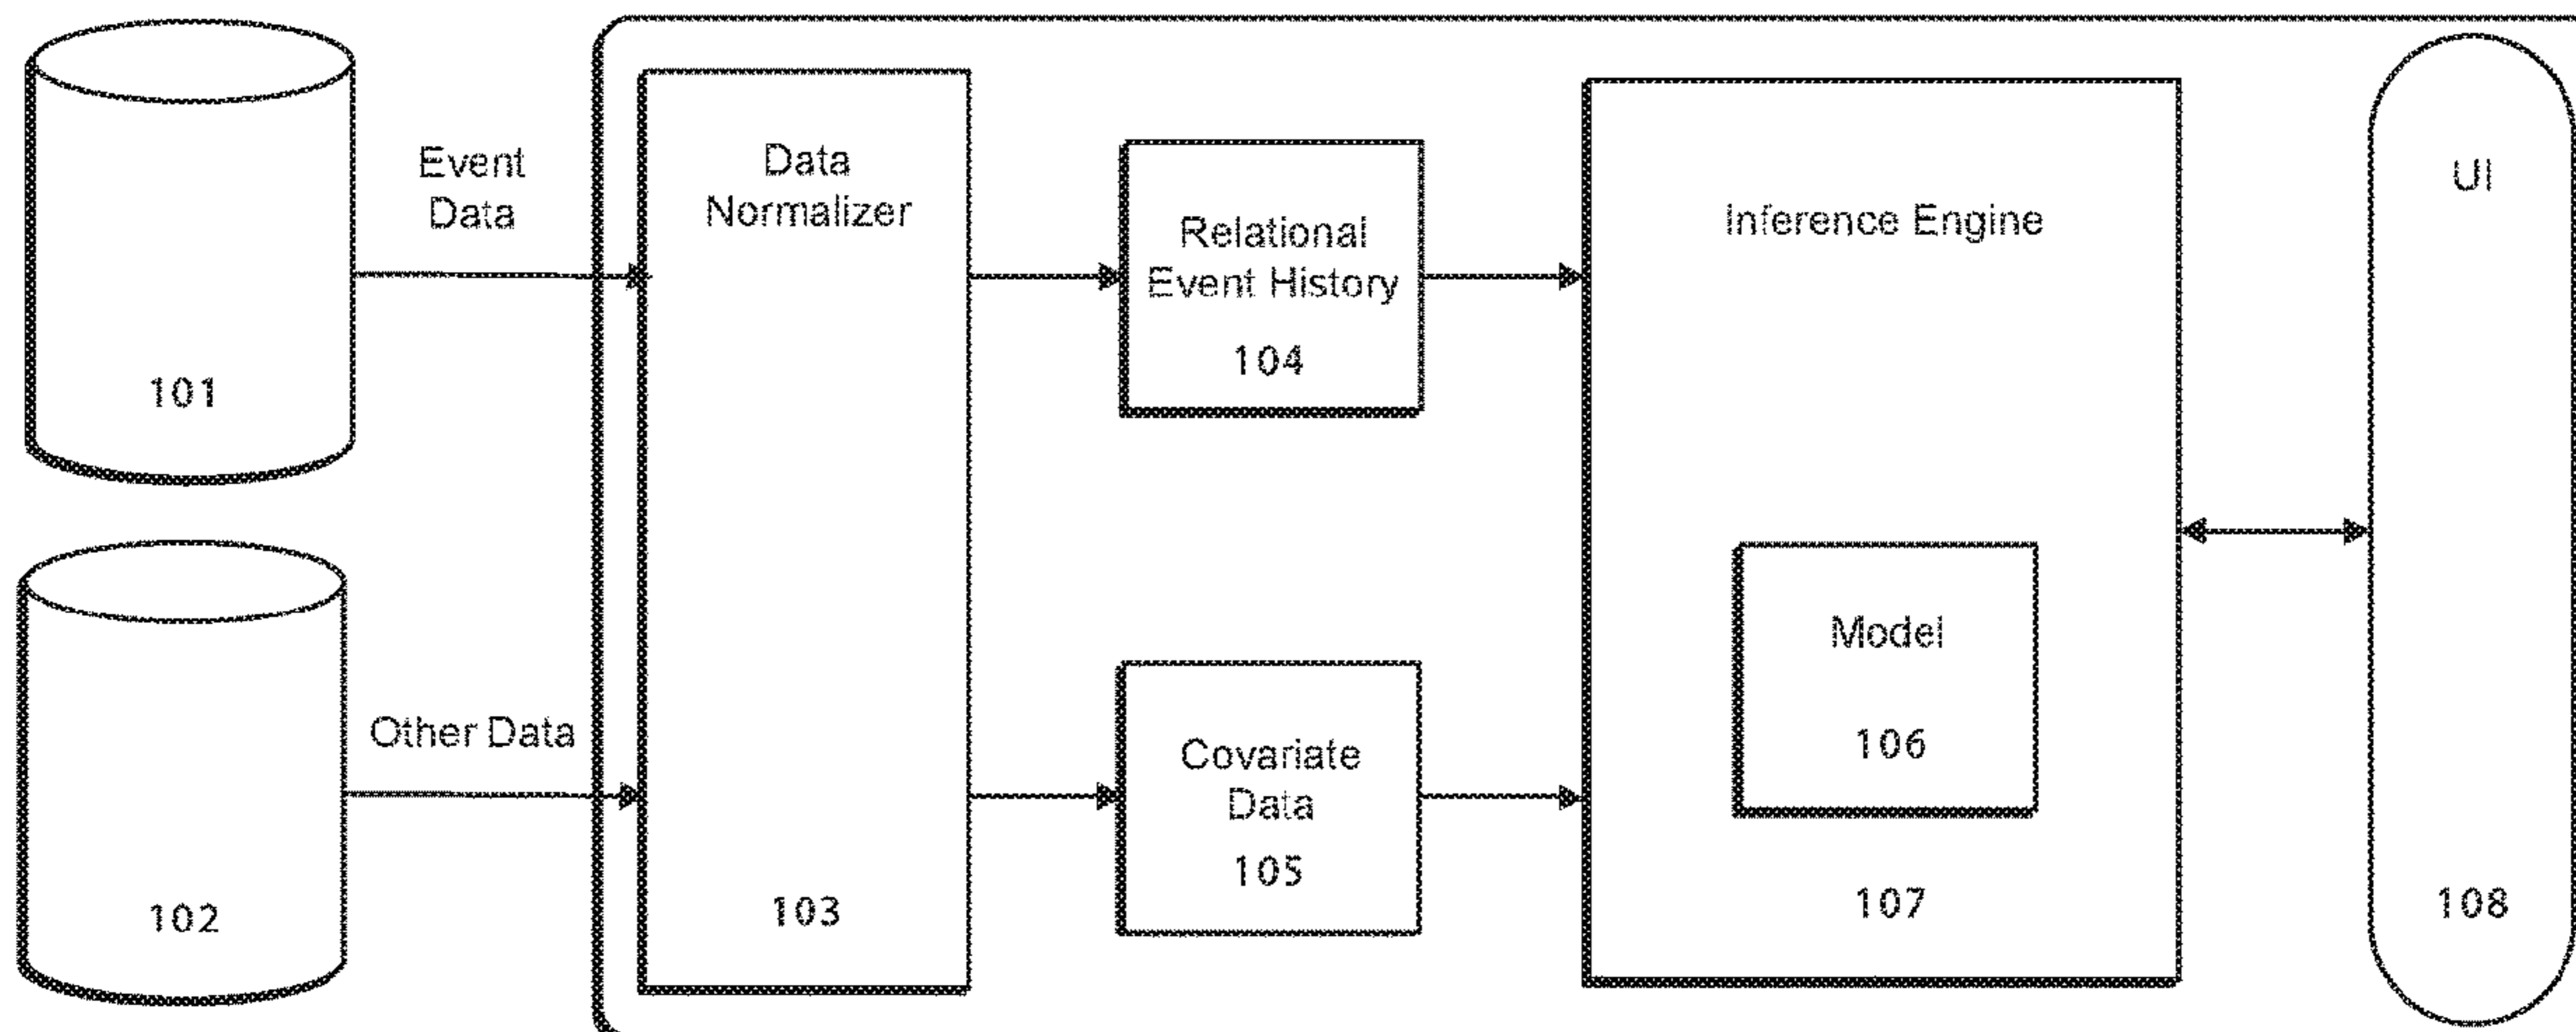 101
Event
Data
102
Other Data
Data
Normalizer
103
Relational
Event History
104
Covariate
Data
105
Inference Engine
Model
106
107
UI
108